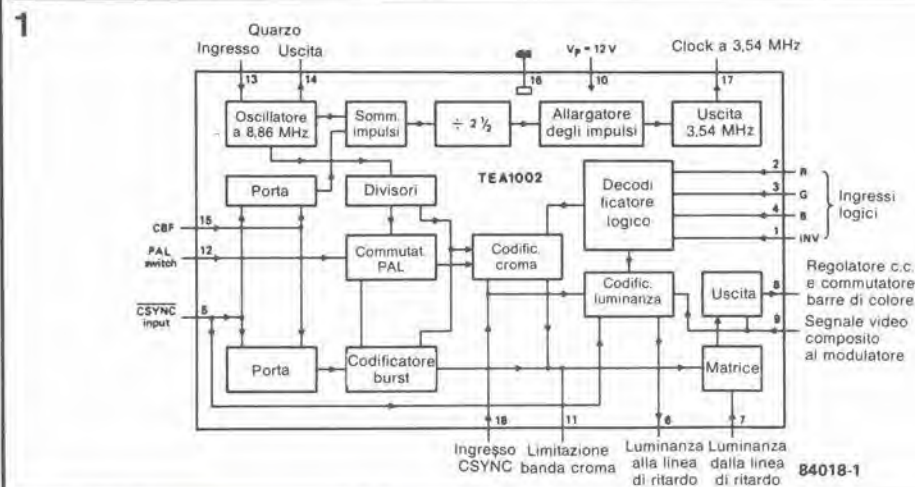 1
Quarzo
Ingresso Uscita
Vp = 12 V
Clock a 3,54 MHz
13 14 16 10 17
Oscillatore
a 8,86 MHz
Somm.
impulsi
÷ 2 ½
Allargatore
degli impulsi
Uscita
3,54 MHz
TEA1002
Porta
Divisori
Decodi
ficatore
logico
2 R
3 G
4 B
1 INV
Ingressi
logici
CBF 15
PAL
switch
12
Commutat.
PAL
Codific.
croma
Codific.
luminanza
Uscita
8
Regolatore c.c.
e commutatore
barre di colore
CSYNC
input
5
9
Segnale video
composito
al modulatore
Porta
Codificatore
burst
Matrice
18 11 6 7
Ingresso
CSYNC
Limitazione
banda croma
Luminanza
alla linea
di ritardo
Luminanza
dalla linea
di ritardo
84018-1